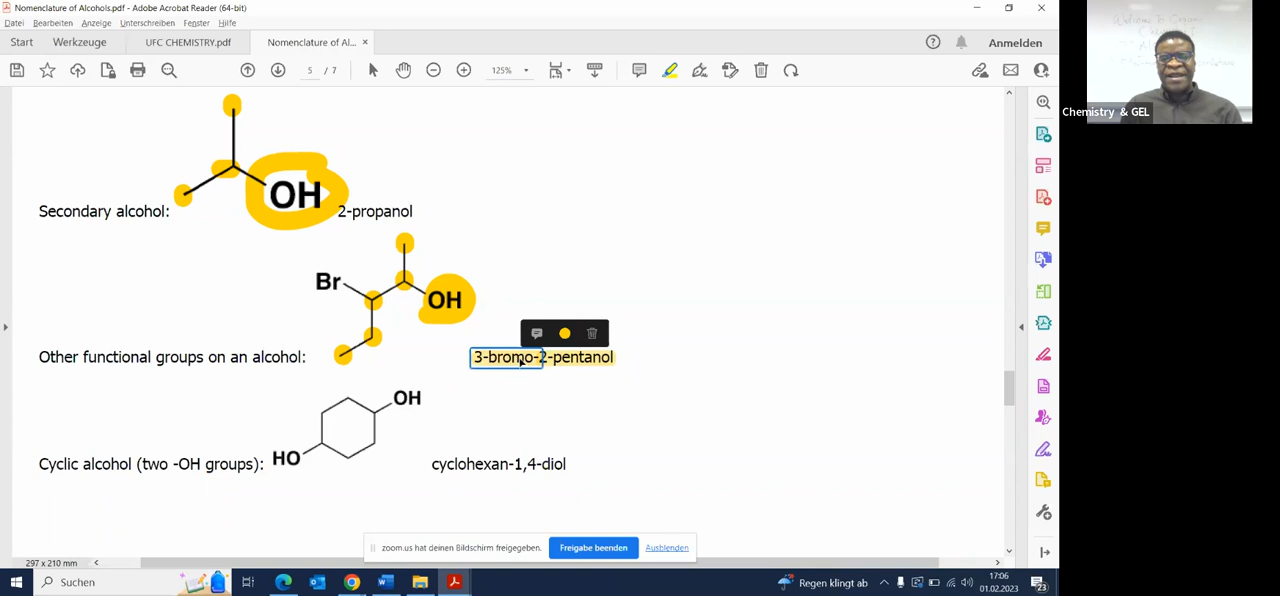 Nomenclature of Alcohols.pdf - Adobe Acrobat Reader (64-bit)
Datei Bearbeiten Anzeige Unterschreiben Fenster Hilfe
Start Werkzeuge UFC CHEMISTRY.pdf Nomenclature of Al... × Anmelden
5 / 7 125%
Chemistry & GEL
OH
Secondary alcohol: 2-propanol
Br
OH
Other functional groups on an alcohol: 3-bromo-2-pentanol
OH
HO
Cyclic alcohol (two -OH groups): cyclohexan-1,4-diol
zoom.us hat deinen Bildschirm freigegeben. Freigabe beenden Ausblenden
297 x 210 mm
Suchen Regen klingt ab 17:06
01.02.2023 23